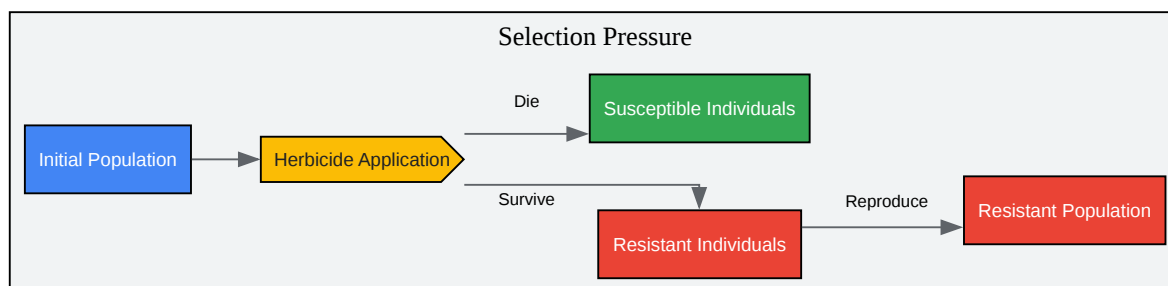 Selection Pressure
Die
Susceptible Individuals
Initial Population
Herbicide Application
Survive
Reproduce
Resistant Population
Resistant Individuals